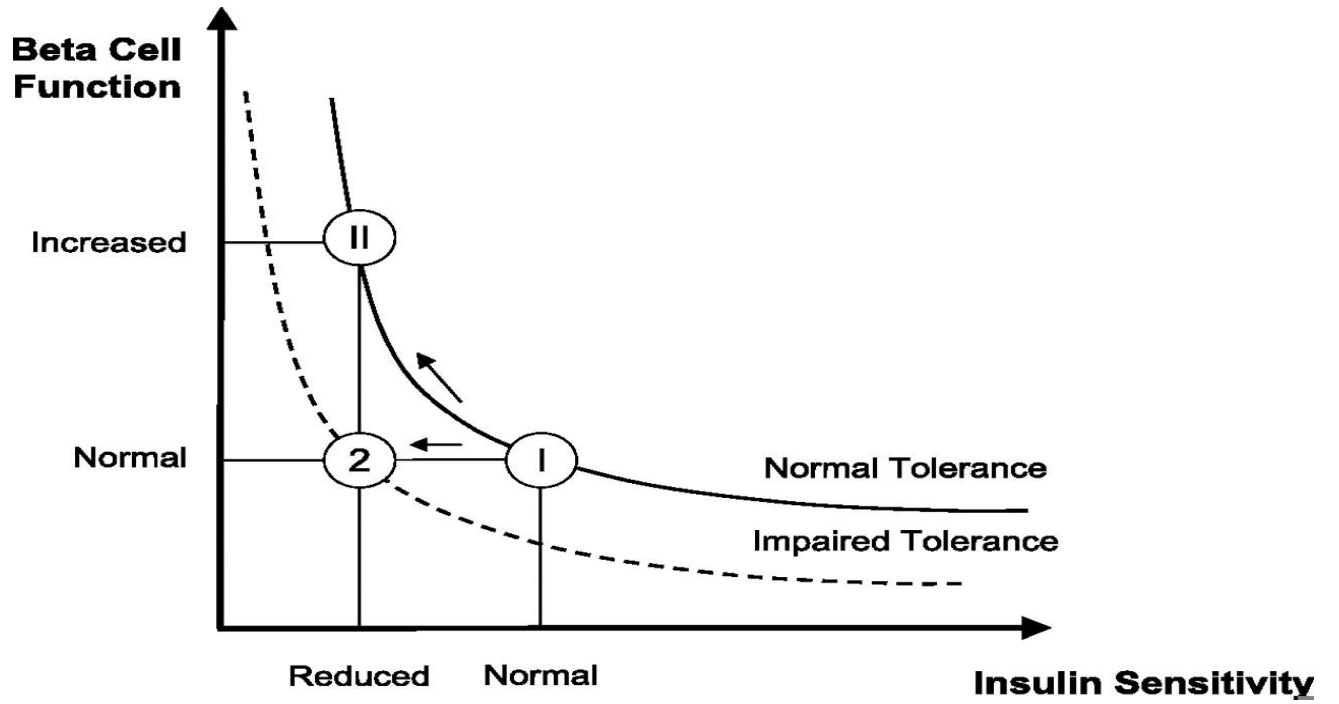 Beta Cell
Function
II
Increased
2
I
Normal
Normal Tolerance
Impaired Tolerance
Reduced
Normal
Insulin Sensitivity